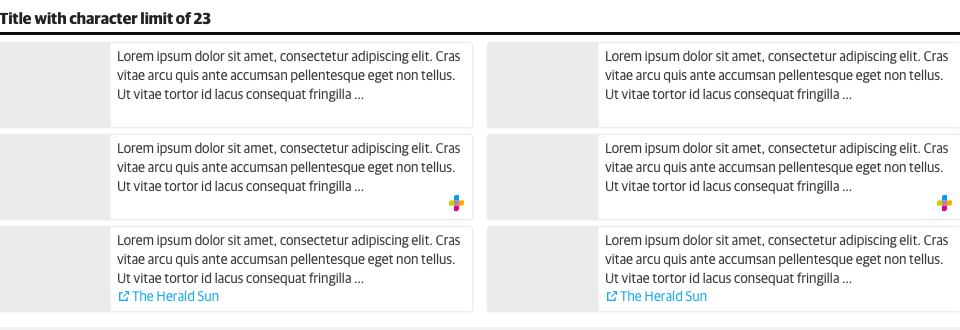 Title with character limit of 23
Lorem ipsum dolor sit amet, consectetur adipiscing elit. Cras
vitae arcu quis ante accumsan pellentesque eget non tellus.
Ut vitae tortor id lacus consequat fringilla ...
Lorem ipsum dolor sit amet, consectetur adipiscing elit. Cras
vitae arcu quis ante accumsan pellentesque eget non tellus.
Ut vitae tortor id lacus consequat fringilla ...
Lorem ipsum dolor sit amet, consectetur adipiscing elit. Cras
vitae arcu quis ante accumsan pellentesque eget non tellus.
Ut vitae tortor id lacus consequat fringilla ...
Lorem ipsum dolor sit amet, consectetur adipiscing elit. Cras
vitae arcu quis ante accumsan pellentesque eget non tellus.
Ut vitae tortor id lacus consequat fringilla ...
Lorem ipsum dolor sit amet, consectetur adipiscing elit. Cras
vitae arcu quis ante accumsan pellentesque eget non tellus.
Ut vitae tortor id lacus consequat fringilla ...
The Herald Sun
Lorem ipsum dolor sit amet, consectetur adipiscing elit. Cras
vitae arcu quis ante accumsan pellentesque eget non tellus.
Ut vitae tortor id lacus consequat fringilla ...
The Herald Sun